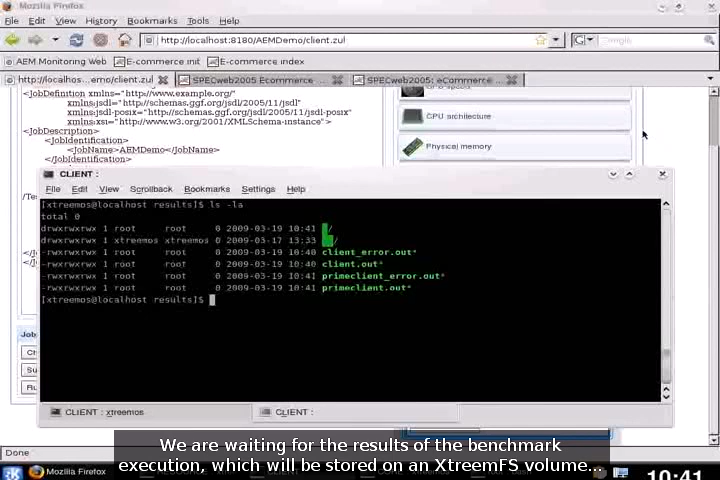 Mozilla Firefox
File Edit View History Bookmarks Tools Help
http://localhost:8180/AEMDemo/client.zul
Google
AEM Monitoring Web E-commerce init E-commerce index
http://localhos...emo/client.zul SPECweb2005 Ecommerce ... SPECweb2005: eCommerce ...
<JobDefinition xmlns="http://www.example.org/"
xmlns:jsdl="http://schemas.ggf.org/jsdl/2005/11/jsdl"
xmlns:jsdl-posix="http://schemas.ggf.org/jsdl/2005/11/jsdl-posix
xmlns:xsi="http://www.w3.org/2001/XMLSchema-instance">
<JobDescription>
<JobIdentification>
<JobName>AEMDemo</JobName>
</JobIdentification>
CPU speed
CPU architecture
Physical memory
CLIENT :
File Edit View Scrollback Bookmarks Settings Help
[xtreemos@localhost results]$ ls -la
total 0
drwxrwxrwx 1 root root 0 2009-03-19 10:41 ./
drwxrwxrwx 1 xtreemos xtreemos 0 2009-03-17 13:33 ../
-rwxrwxrwx 1 root root 0 2009-03-19 10:40 client_error.out*
-rwxrwxrwx 1 root root 0 2009-03-19 10:40 client.out*
-rwxrwxrwx 1 root root 0 2009-03-19 10:41 primeclient_error.out*
-rwxrwxrwx 1 root root 0 2009-03-19 10:41 primeclient.out*
[xtreemos@localhost results]$
/Te
Job
Ch
Su
Ru
CLIENT : xtreemos CLIENT :
Done
We are waiting for the results of the benchmark
execution, which will be stored on an XtreemFS volume...
Mozilla Firefox
10:41